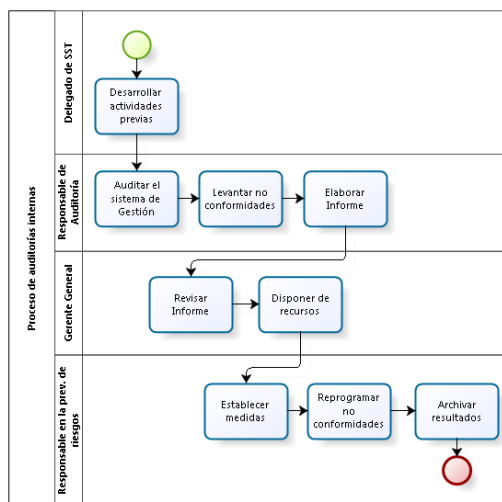 Proceso de auditorías internas
Delegado de SST
Desarrollar
actividades
previas
Responsable de
Auditoría
Auditar el
sistema de
Gestión
Levantar no
conformidades
Elaborar
Informe
Gerente General
Revisar
Informe
Disponer de
recursos
Responsable en la prev. de
riesgos
Establecer
medidas
Reprogramar
no
conformidades
Archivar
resultados